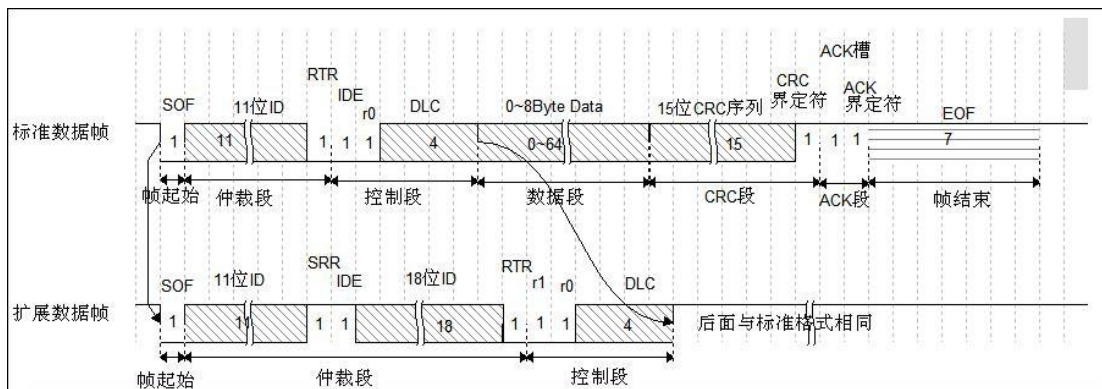 ACK槽
RTR
CRC
界定符
ACK
界定符
IDE
SOF
11位ID
r0
DLC
0~8Byte Data
15位CRC序列
EOF
标准数据帧
1
11
1
1
1
4
0~64
15
1
1
1
7
帧起始
仲裁段
控制段
数据段
CRC段
ACK段
帧结束
SRR
SOF
11位ID
IDE
18位ID
RTR
r1
r0
DLC
扩展数据帧
1
11
1
1
18
1
1
1
4
后面与标准格式相同
帧起始
仲裁段
控制段